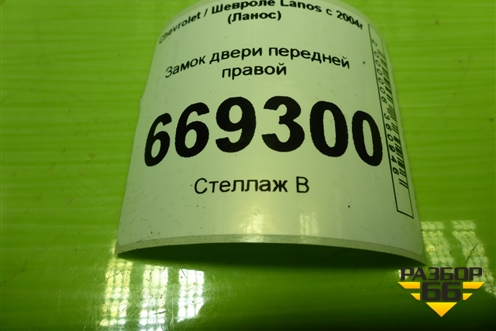 Chevrolet / Шевроле Lanos с 2004г
(Ланос)
Замок двери передней
правой
669300
Стеллаж В
РАЗБОР
66